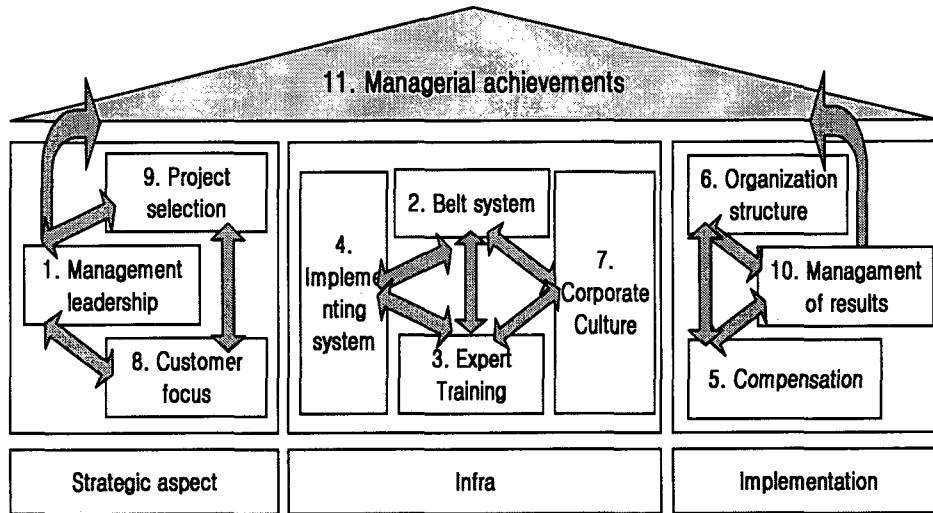 11. Managerial achievements
9. Project
selection
1. Management
leadership
8. Customer
focus
2. Belt system
4.
Impleme
nting
system
7.
Corporate
Culture
3. Expert
Training
6. Organization
structure
10. Managament
of results
5. Compensation
Strategic aspect
Infra
Implementation